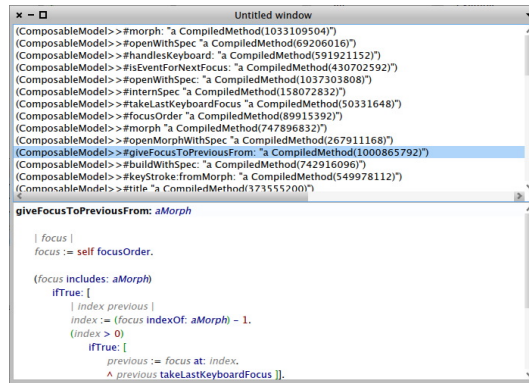 Untitled window
(ComposableModel>>#morph: "a CompiledMethod(1033109504)")
(ComposableModel>>#openWithSpec "a CompiledMethod(69206016)")
(ComposableModel>>#handlesKeyboard: "a CompiledMethod(591921152)")
(ComposableModel>>#isEventForNextFocus: "a CompiledMethod(430702592)")
(ComposableModel>>#openWithSpec: "a CompiledMethod(1037303808)")
(ComposableModel>>#internSpec "a CompiledMethod(158072832)")
(ComposableModel>>#takeLastKeyboardFocus "a CompiledMethod(50331648)")
(ComposableModel>>#focusOrder "a CompiledMethod(89915392)")
(ComposableModel>>#morph "a CompiledMethod(747896832)")
(ComposableModel>>#openMorphWithSpec "a CompiledMethod(267911168)")
(ComposableModel>>#giveFocusToPreviousFrom: "a CompiledMethod(1000865792)")
(ComposableModel>>#buildWithSpec: "a CompiledMethod(742916096)")
(ComposableModel>>#keyStroke:fromMorph: "a CompiledMethod(549978112)")
(ComposableModel>>#title "a CompiledMethod(373555200)")
giveFocusToPreviousFrom: aMorph
| focus |
focus := self focusOrder.
(focus includes: aMorph)
ifTrue: [
| index previous |
index := (focus indexOf: aMorph) - 1.
(index > 0)
ifTrue: [
previous := focus at: index.
^ previous takeLastKeyboardFocus ]].